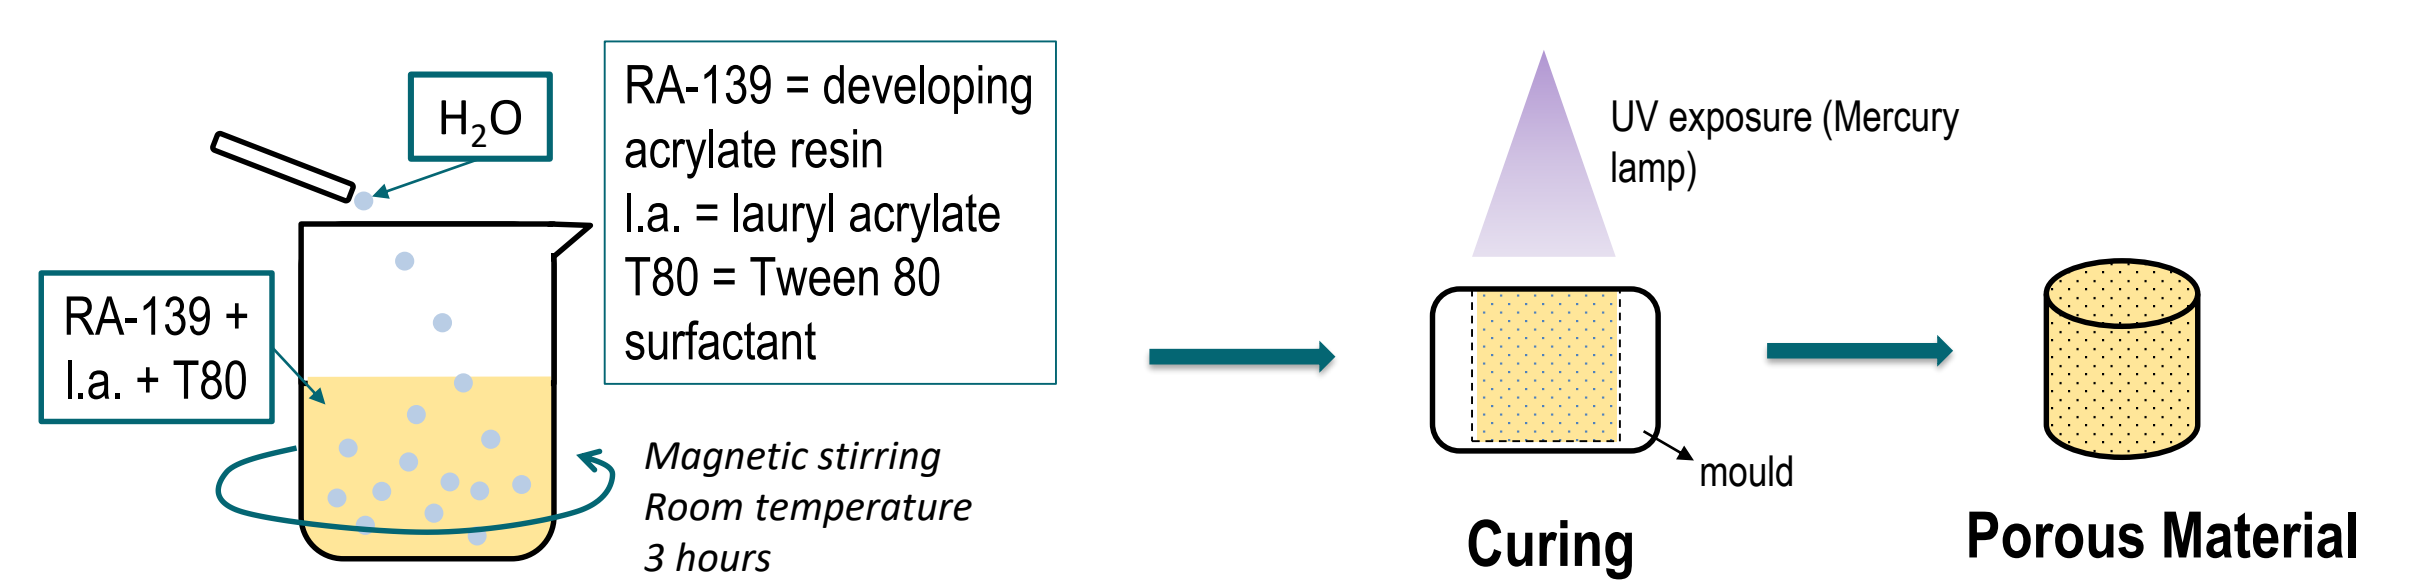 H₂O
RA-139 = developing
acrylate resin
l.a. = lauryl acrylate
T80 = Tween 80
surfactant
RA-139 +
l.a. + T80
Magnetic stirring
Room temperature
3 hours
UV exposure (Mercury
lamp)
mould
Curing
Porous Material